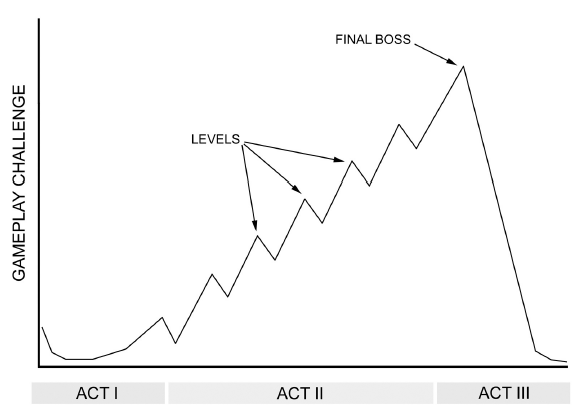 FINAL BOSS
LEVELS
GAMEPLAY CHALLENGE
ACT I
ACT II
ACT III